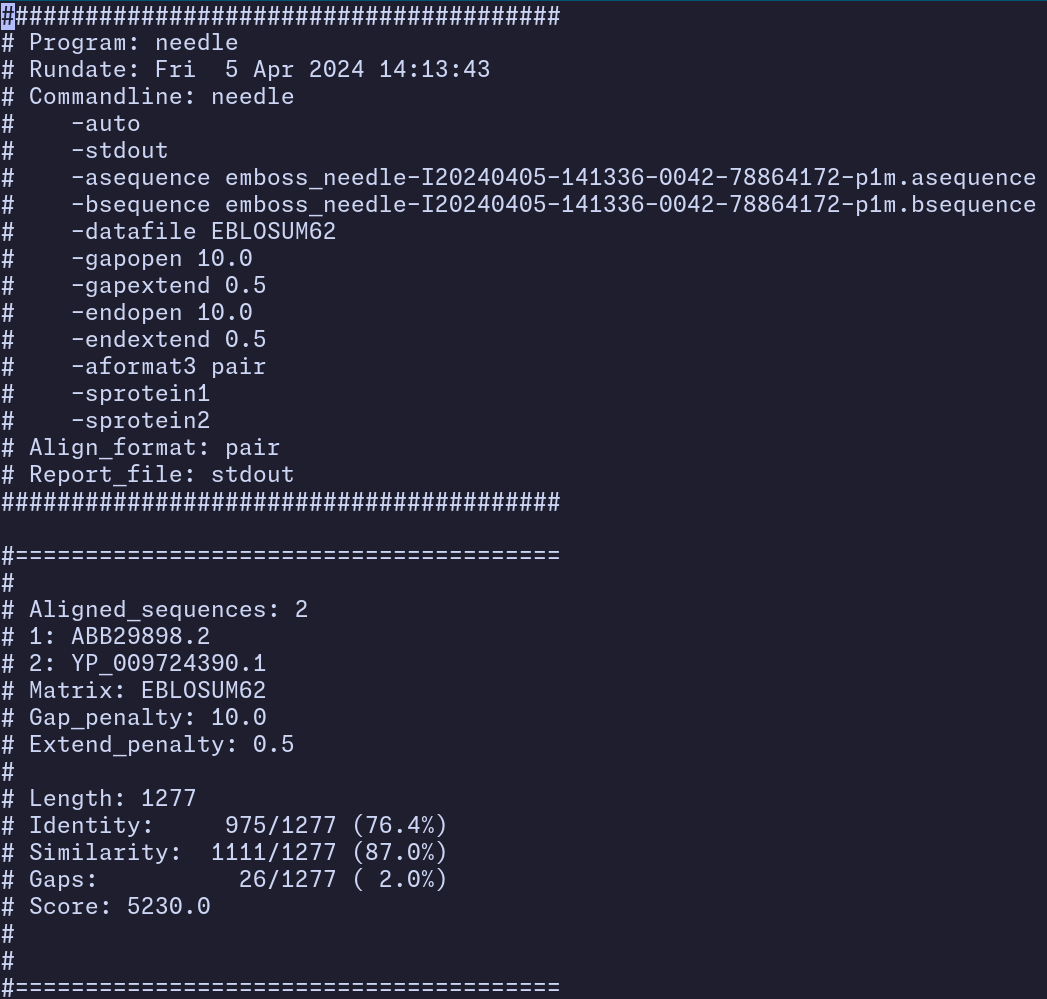 ########################################
# Program: needle
# Rundate: Fri  5 Apr 2024 14:13:43
# Commandline: needle
#    -auto
#    -stdout
#    -asequence emboss_needle-I20240405-141336-0042-78864172-p1m.asequence
#    -bsequence emboss_needle-I20240405-141336-0042-78864172-p1m.bsequence
#    -datafile EBLOSUM62
#    -gapopen 10.0
#    -gapextend 0.5
#    -endopen 10.0
#    -endextend 0.5
#    -aformat3 pair
#    -sprotein1
#    -sprotein2
# Align_format: pair
# Report_file: stdout
########################################

#=======================================
#
# Aligned_sequences: 2
# 1: ABB29898.2
# 2: YP_009724390.1
# Matrix: EBLOSUM62
# Gap_penalty: 10.0
# Extend_penalty: 0.5
#
# Length: 1277
# Identity:     975/1277 (76.4%)
# Similarity:  1111/1277 (87.0%)
# Gaps:          26/1277 ( 2.0%)
# Score: 5230.0
#
#
#=======================================